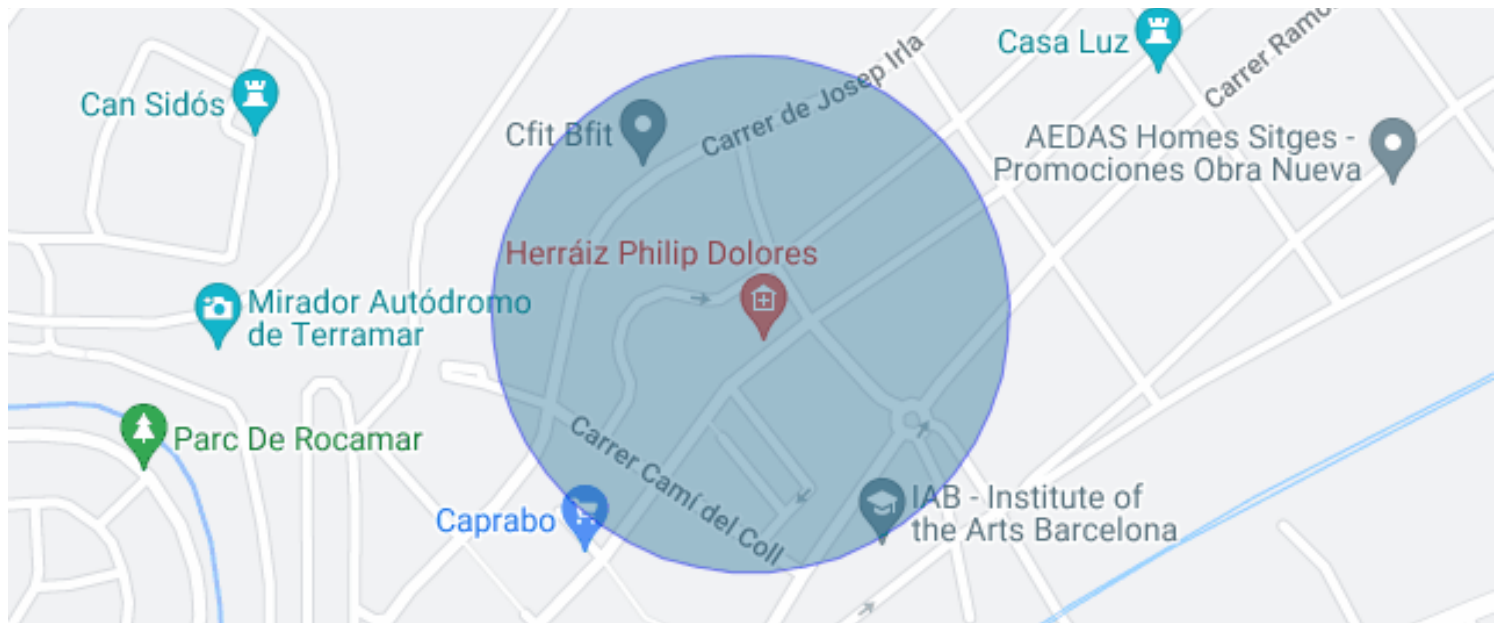 Casa Luz
Carrer Ramo
Can Sidós
Cfit Bfit
Carrer de Josep Irla
AEDAS Homes Sitges -
Promociones Obra Nueva
Herráiz Philip Dolores
Mirador Autódromo
de Terramar
Parc De Rocamar
Carrer Camí del Coll
Caprabo
IAB - Institute of
the Arts Barcelona